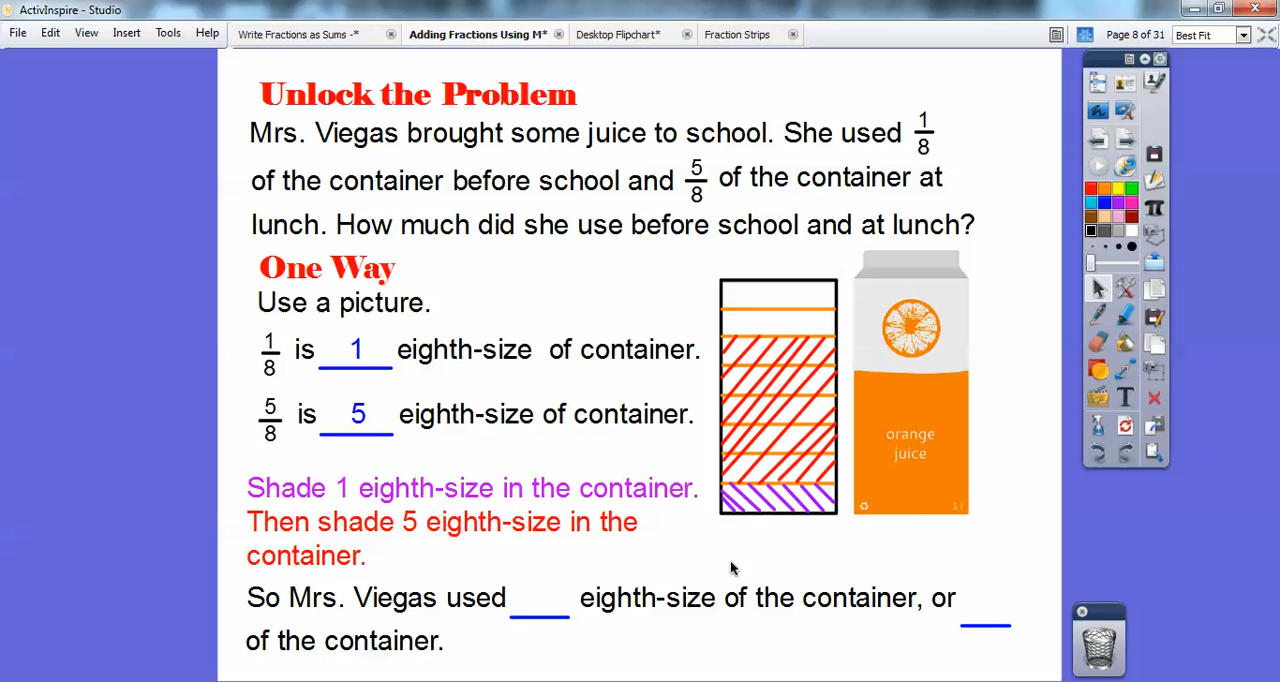 ActivInspire - Studio
File Edit View Insert Tools Help
Write Fractions as Sums -* Adding Fractions Using M* Desktop Flipchart* Fraction Strips
Page 8 of 31 Best Fit
Unlock the Problem
Mrs. Viegas brought some juice to school. She used 1/8
of the container before school and 5/8 of the container at
lunch. How much did she use before school and at lunch?
One Way
Use a picture.
1/8 is 1 eighth-size of container.
5/8 is 5 eighth-size of container.
orange
juice
Shade 1 eighth-size in the container.
Then shade 5 eighth-size in the
container.
So Mrs. Viegas used ___ eighth-size of the container, or ___
of the container.